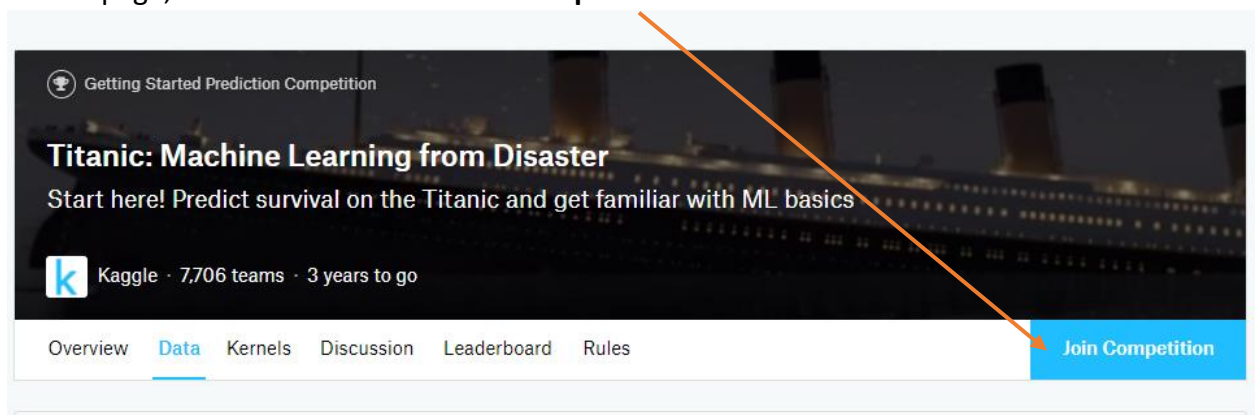 Getting Started Prediction Competition
Titanic: Machine Learning from Disaster
Start here! Predict survival on the Titanic and get familiar with ML basics
k Kaggle · 7,706 teams · 3 years to go
Overview Data Kernels Discussion Leaderboard Rules Join Competition